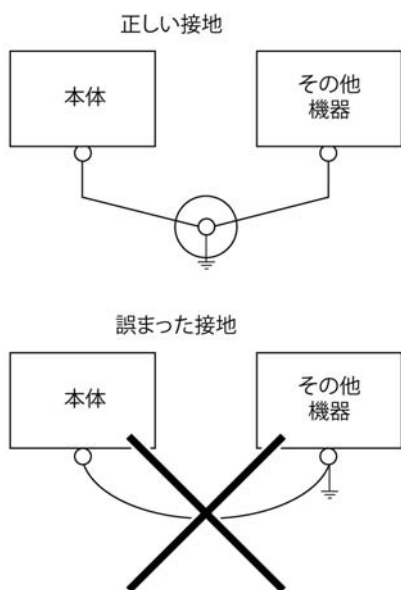 正しい接地
本体
その他
機器
誤まった接地
本体
その他
機器